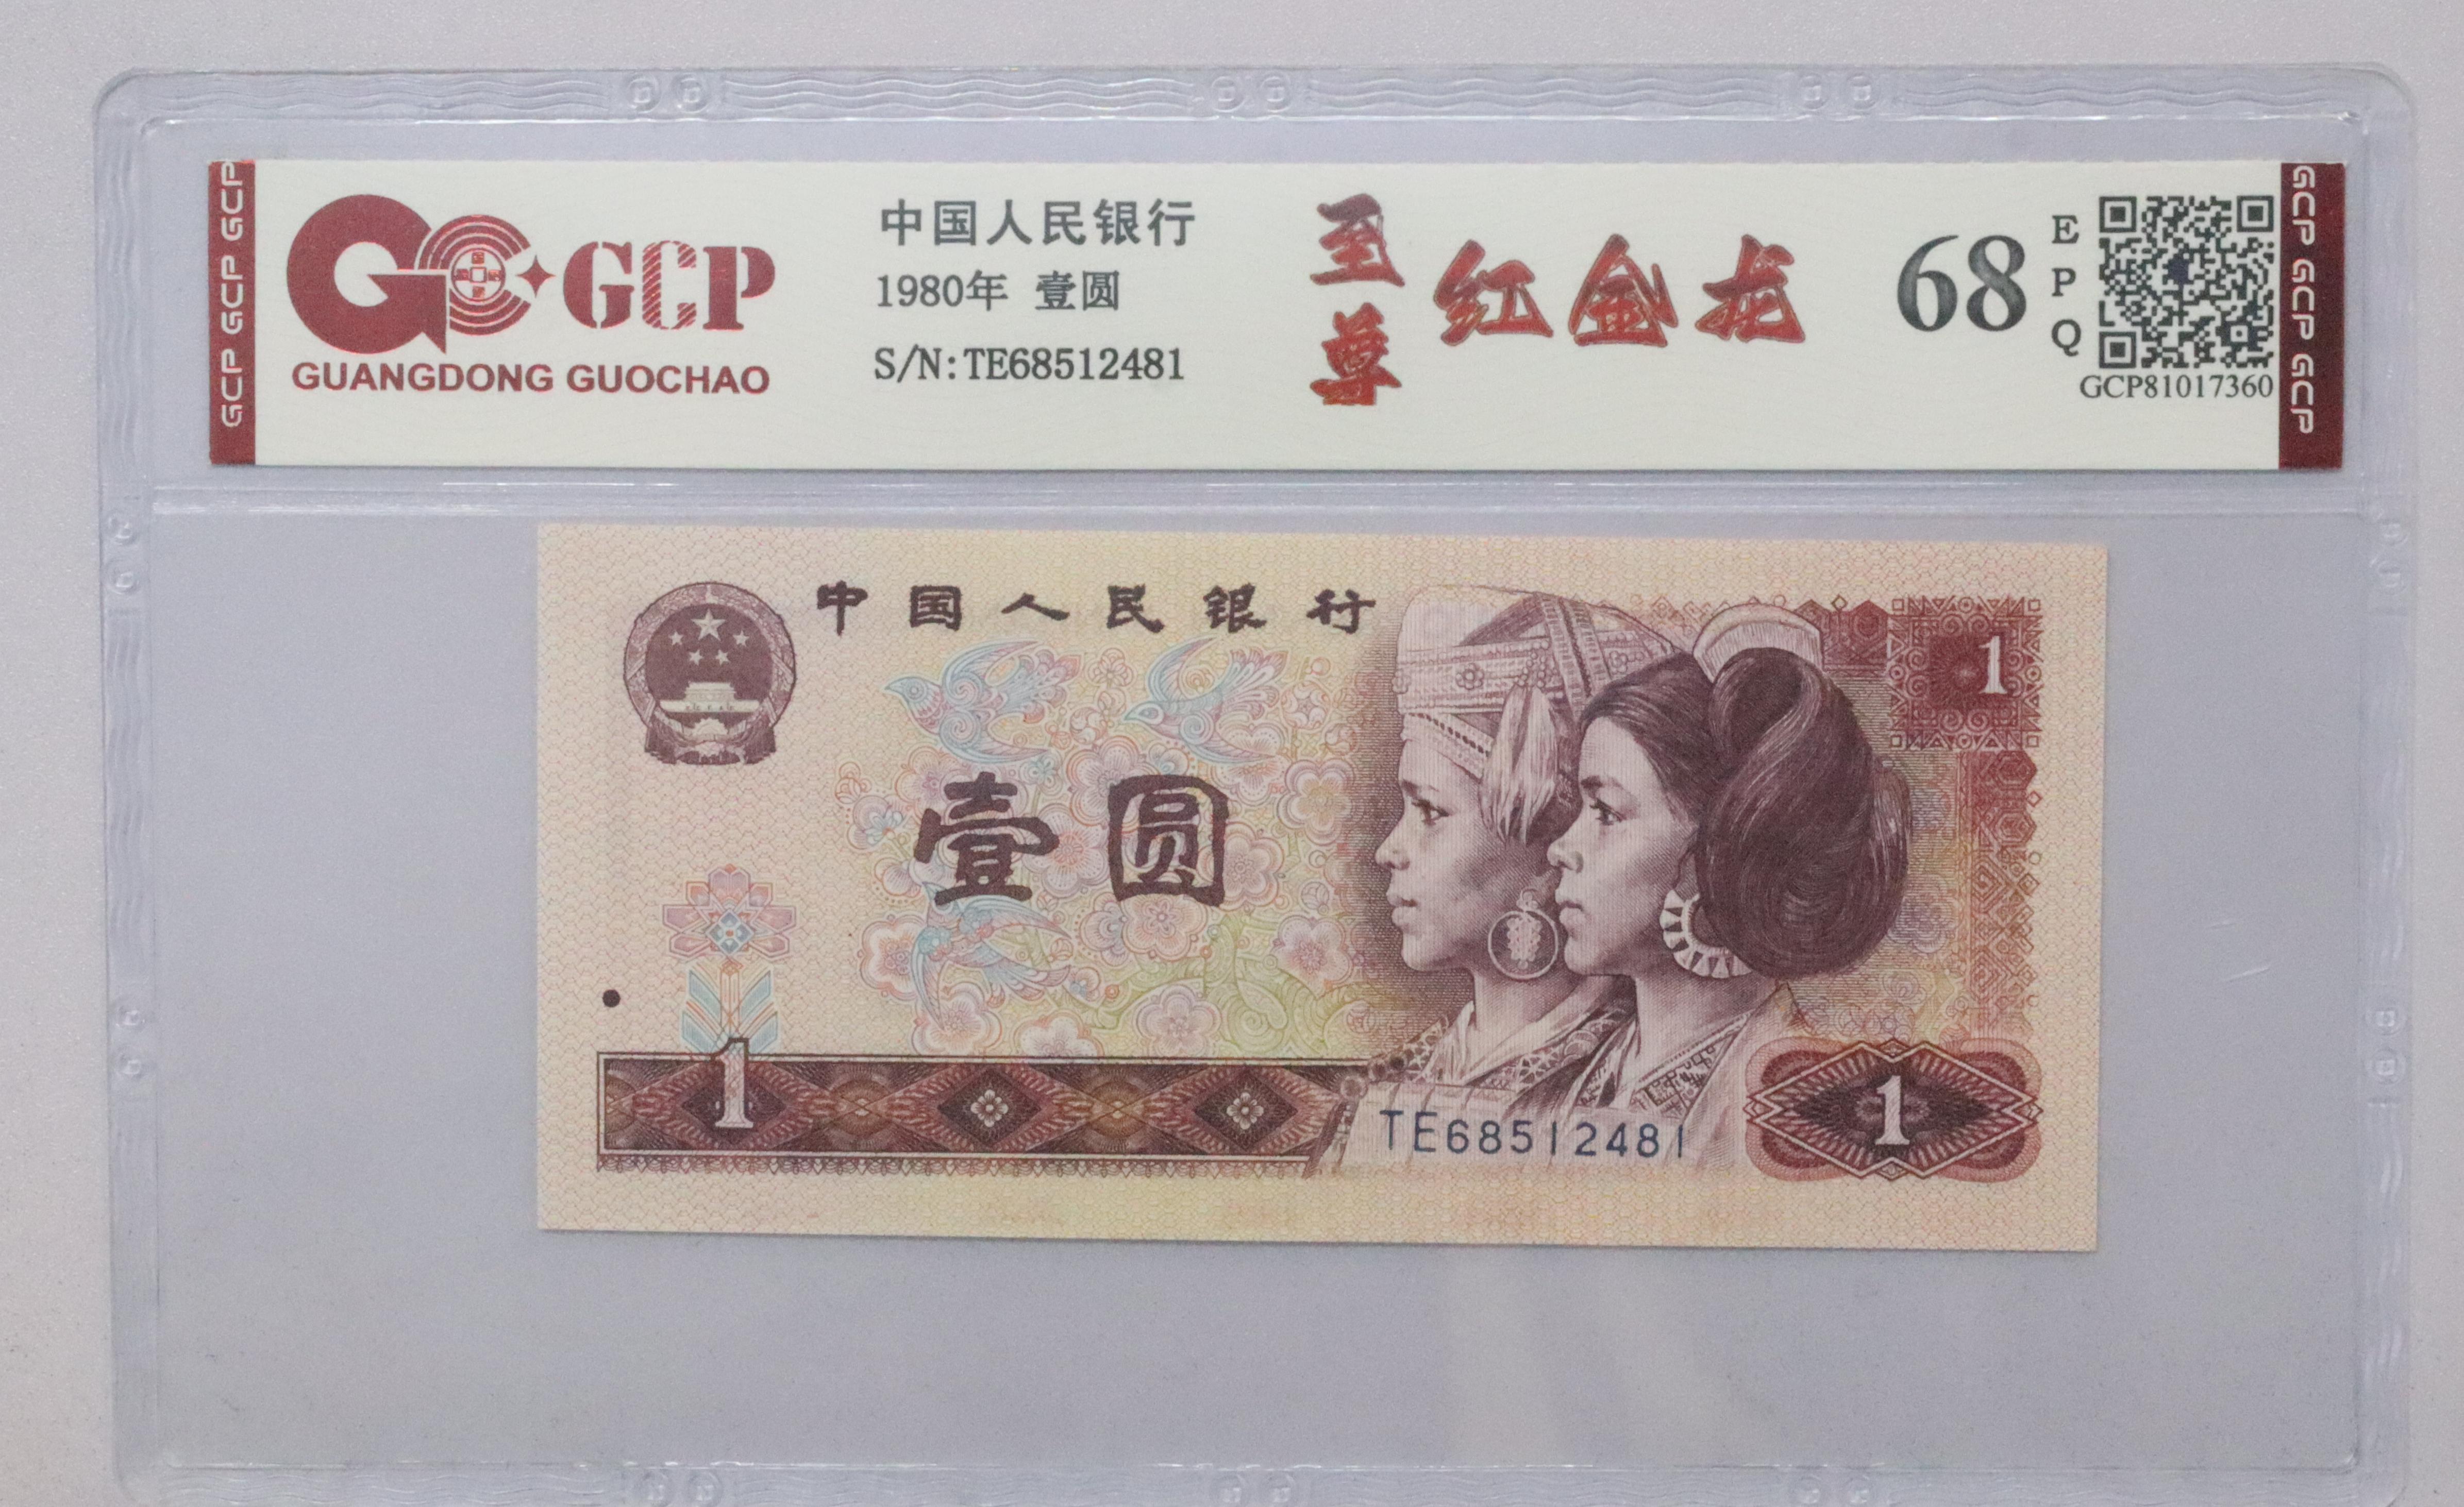 GCP GCP GCP
GCP
GUANGDONG GUOCHAO
中国人民银行
1980年 壹圆
S/N:TE68512481
至尊
红金龙
68
EPQ
GCP81017360
GCP GCP GCP
中国人民银行
1
壹圆
1
TE68512481
1